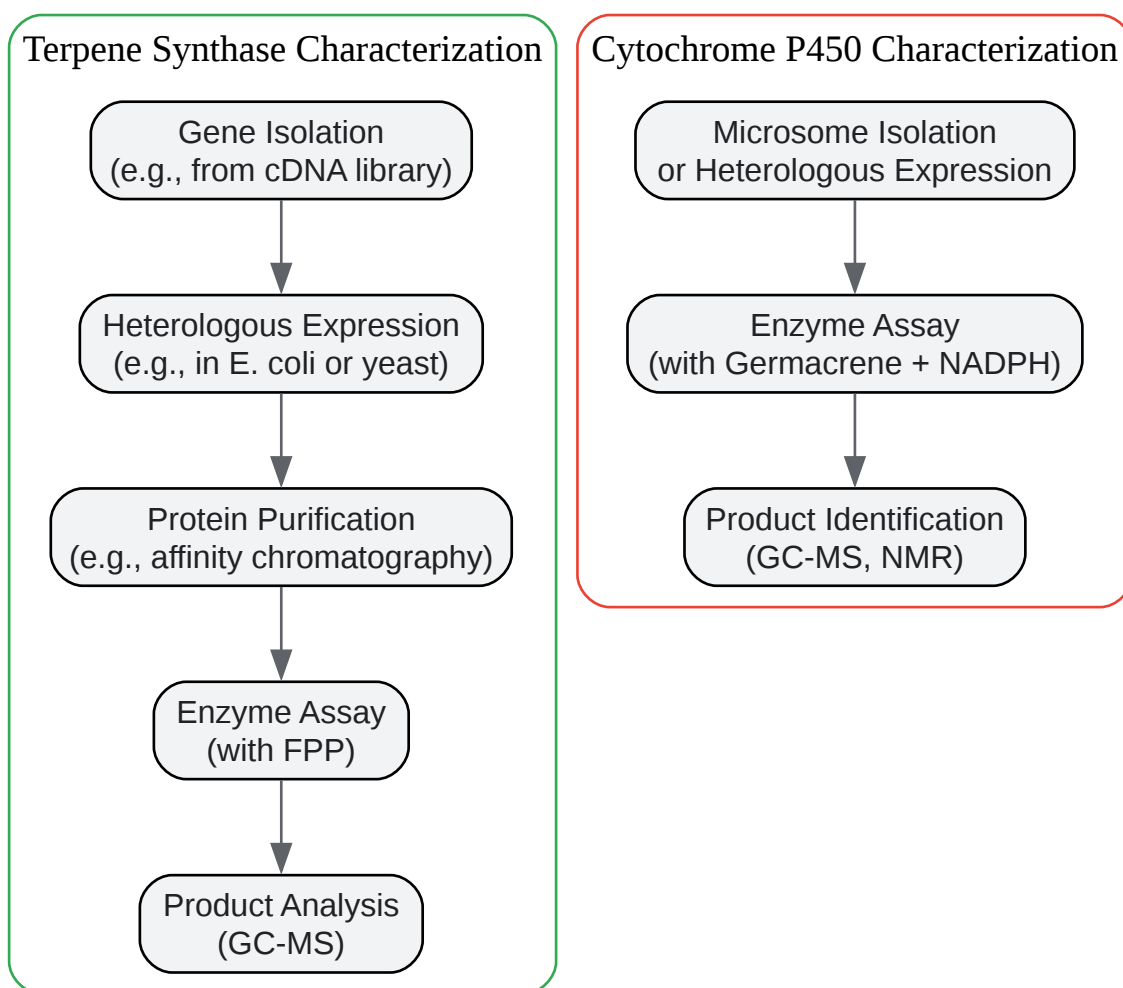 Terpene Synthase Characterization
Gene Isolation
(e.g., from cDNA library)
Heterologous Expression
(e.g., in E. coli or yeast)
Protein Purification
(e.g., affinity chromatography)
Enzyme Assay
(with FPP)
Product Analysis
(GC-MS)
Cytochrome P450 Characterization
Microsome Isolation
or Heterologous Expression
Enzyme Assay
(with Germacrene + NADPH)
Product Identification
(GC-MS, NMR)